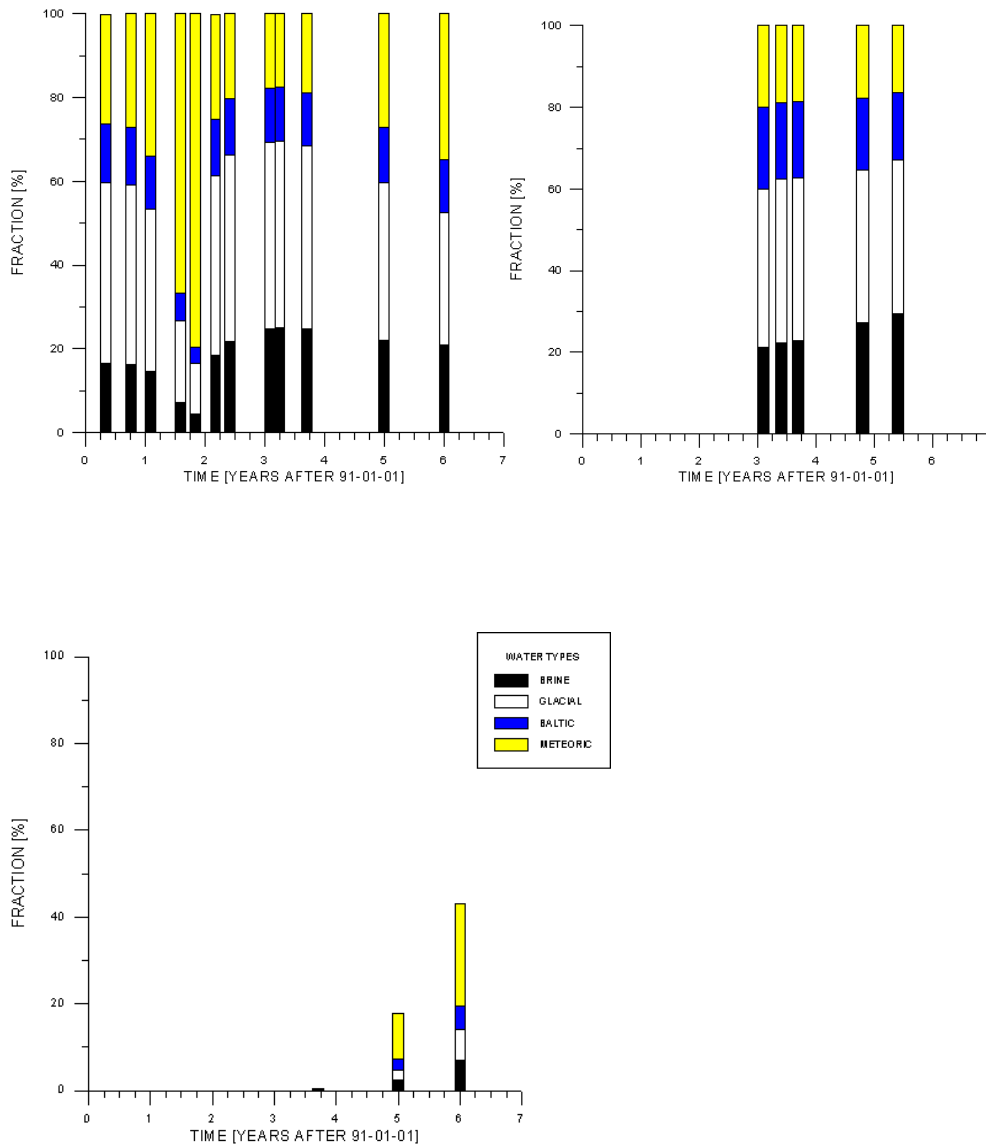 100
80
60
40
20
0
FRACTION [%]
0 1 2 3 4 5 6 7
TIME [YEARS AFTER 91-01-01]
100
80
60
40
20
0
FRACTION [%]
0 1 2 3 4 5 6
TIME [YEARS AFTER 91-01-01]
100
80
60
40
20
0
FRACTION [%]
0 1 2 3 4 5 6 7
TIME [YEARS AFTER 91-01-01]
WATER TYPES
BRINE
GLACIAL
BALTIC
METEORIC